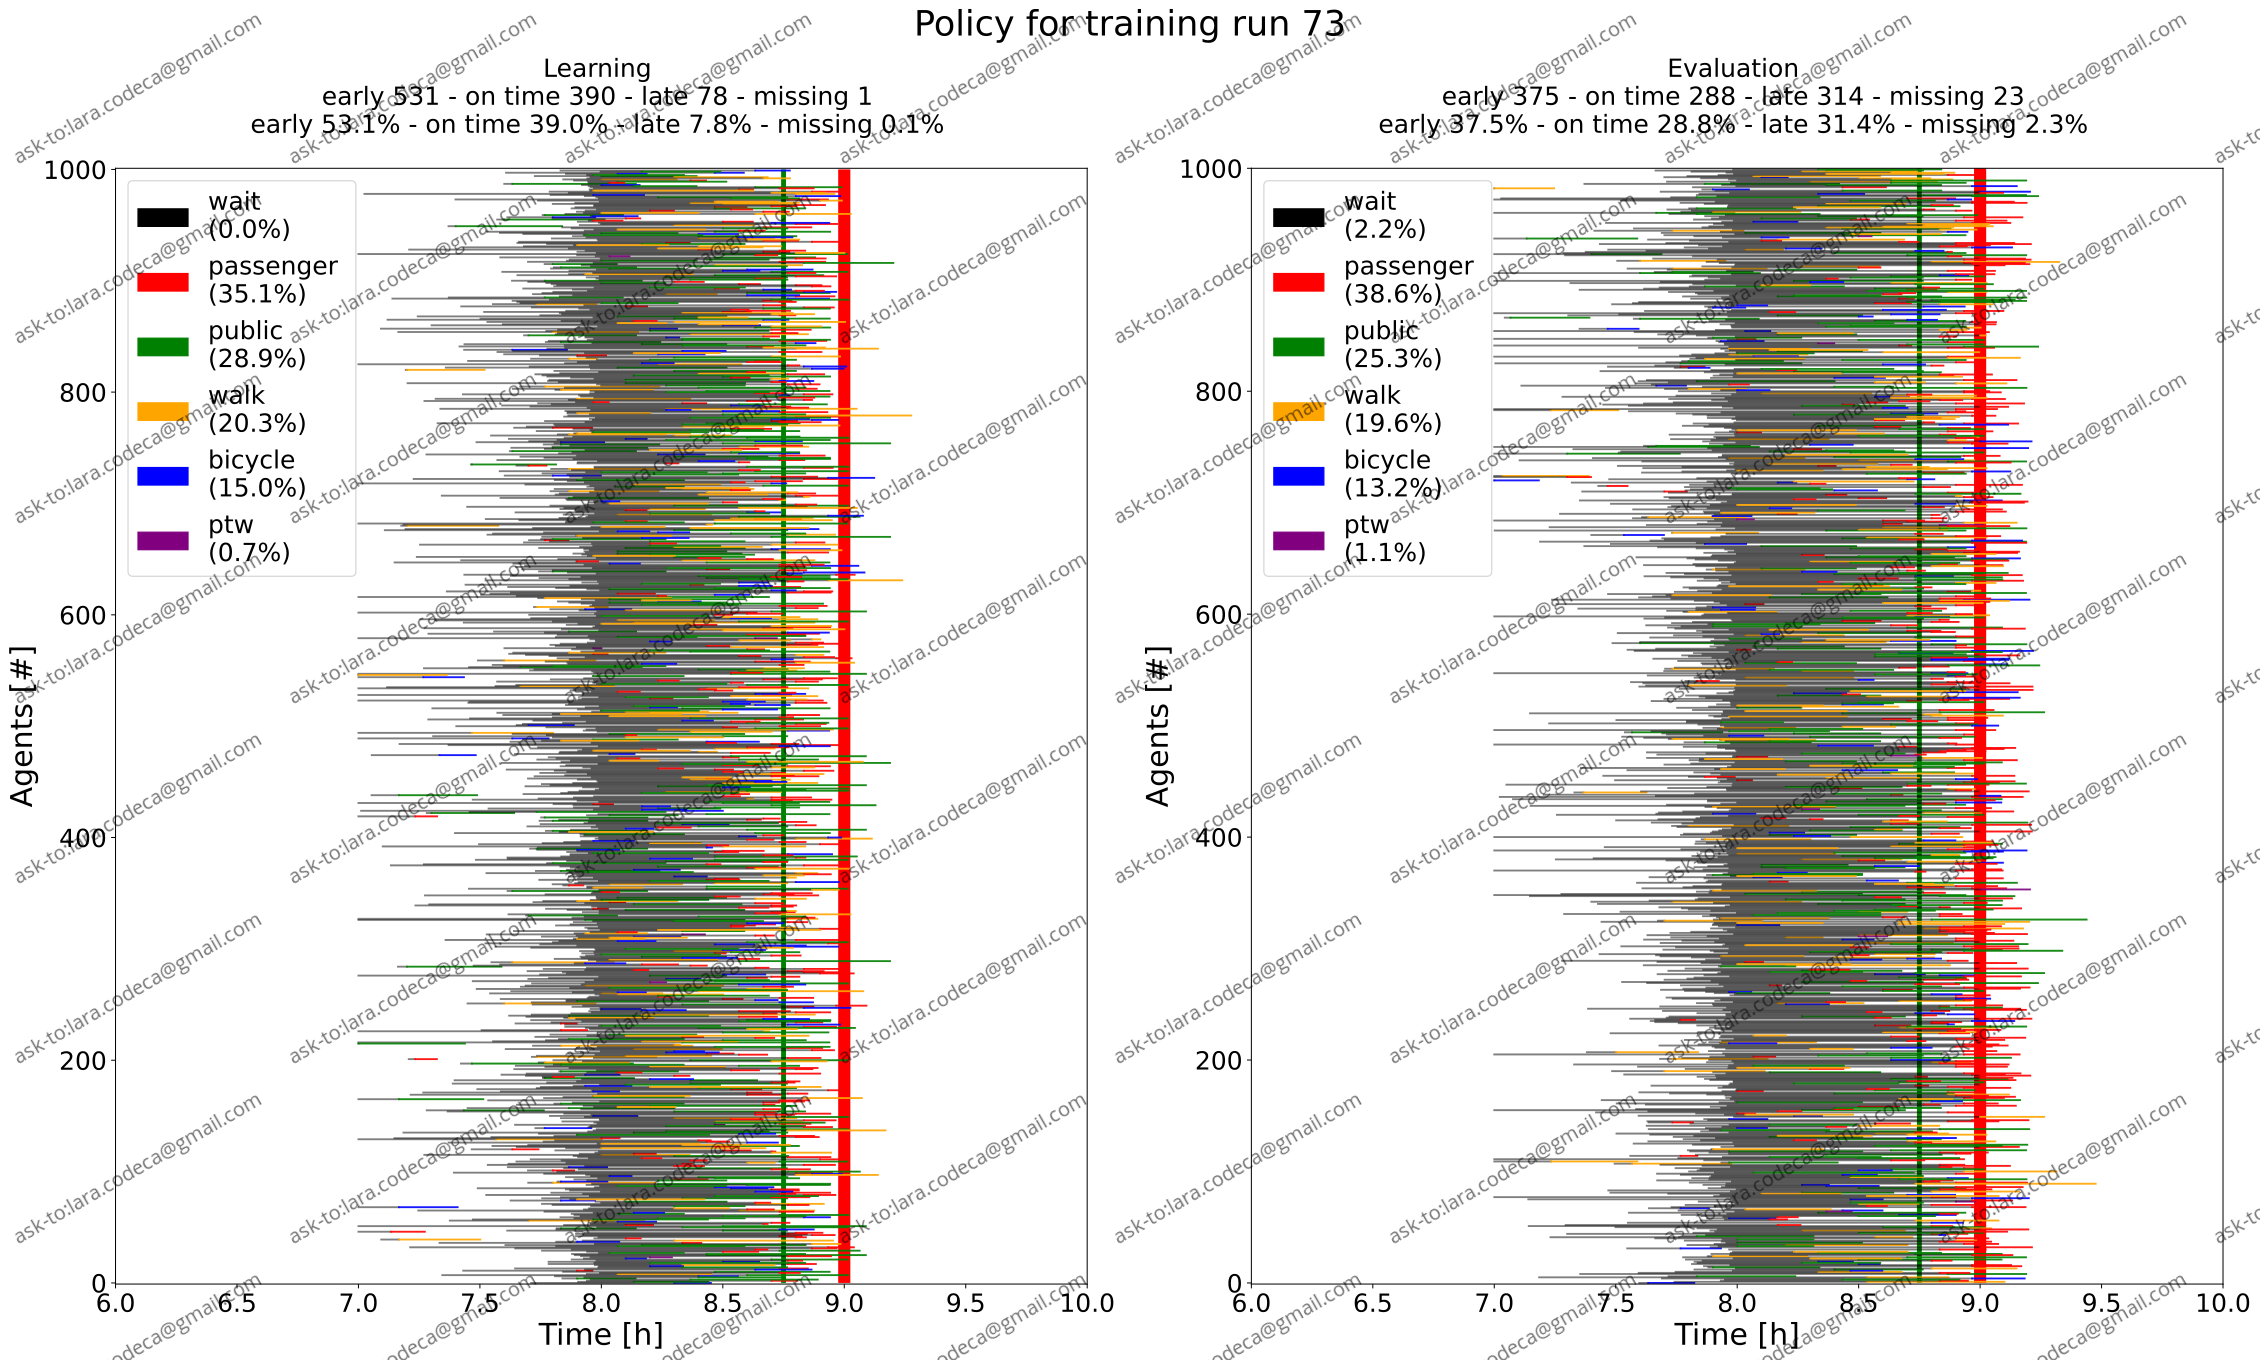 Policy for training run 73
Learning
early 531 - on time 390 - late 78 - missing 1
early 53.1% - on time 39.0% - late 7.8% - missing 0.1%
1000
800
600
400
200
0
Agents [#]
wait
(0.0%)
passenger
(35.1%)
public
(28.9%)
walk
(20.3%)
bicycle
(15.0%)
ptw
(0.7%)
6.0 6.5 7.0 7.5 8.0 8.5 9.0 9.5 10.0
Time [h]
Evaluation
early 375 - on time 288 - late 314 - missing 23
early 37.5% - on time 28.8% - late 31.4% - missing 2.3%
1000
800
600
400
200
0
Agents [#]
wait
(2.2%)
passenger
(38.6%)
public
(25.3%)
walk
(19.6%)
bicycle
(13.2%)
ptw
(1.1%)
6.0 6.5 7.0 7.5 8.0 8.5 9.0 9.5 10.0
Time [h]
ask-to:lara.codeca@gmail.com